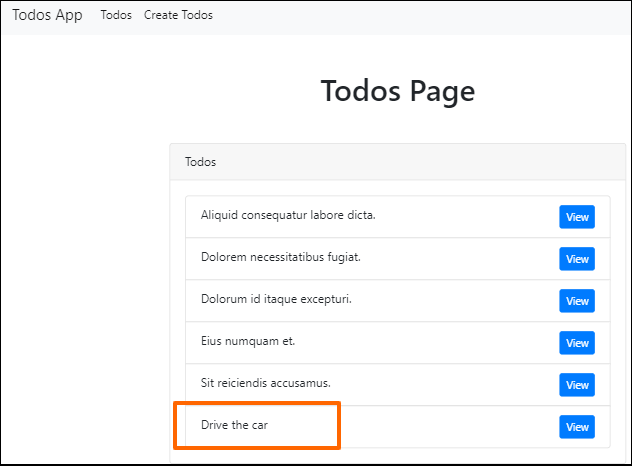 Todos App Todos Create Todos
Todos Page
Todos
Aliquid consequatur labore dicta. View
Dolorem necessitatibus fugiat. View
Dolorum id itaque excepturi. View
Eius numquam et. View
Sit reiciendis accusamus. View
Drive the car View